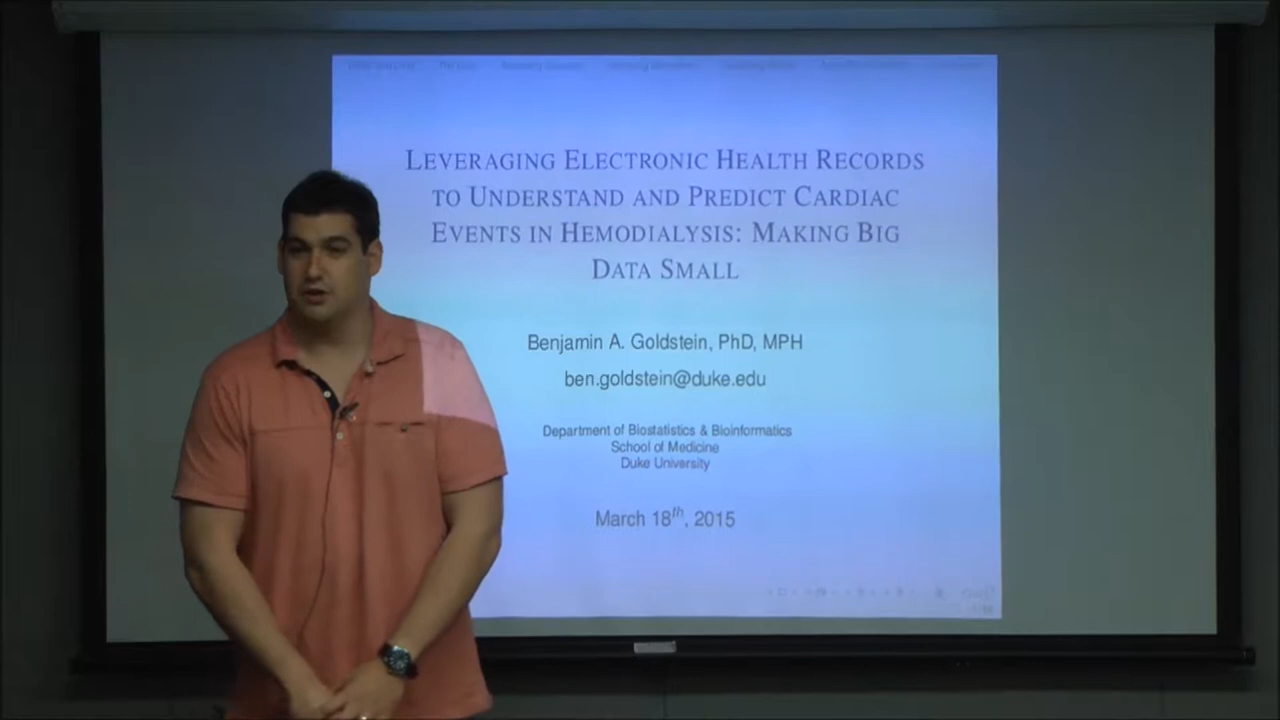 LEVERAGING ELECTRONIC HEALTH RECORDS
TO UNDERSTAND AND PREDICT CARDIAC
EVENTS IN HEMODIALYSIS: MAKING BIG
DATA SMALL
Benjamin A. Goldstein, PhD, MPH
ben.goldstein@duke.edu
Department of Biostatistics & Bioinformatics
School of Medicine
Duke University
March 18th, 2015